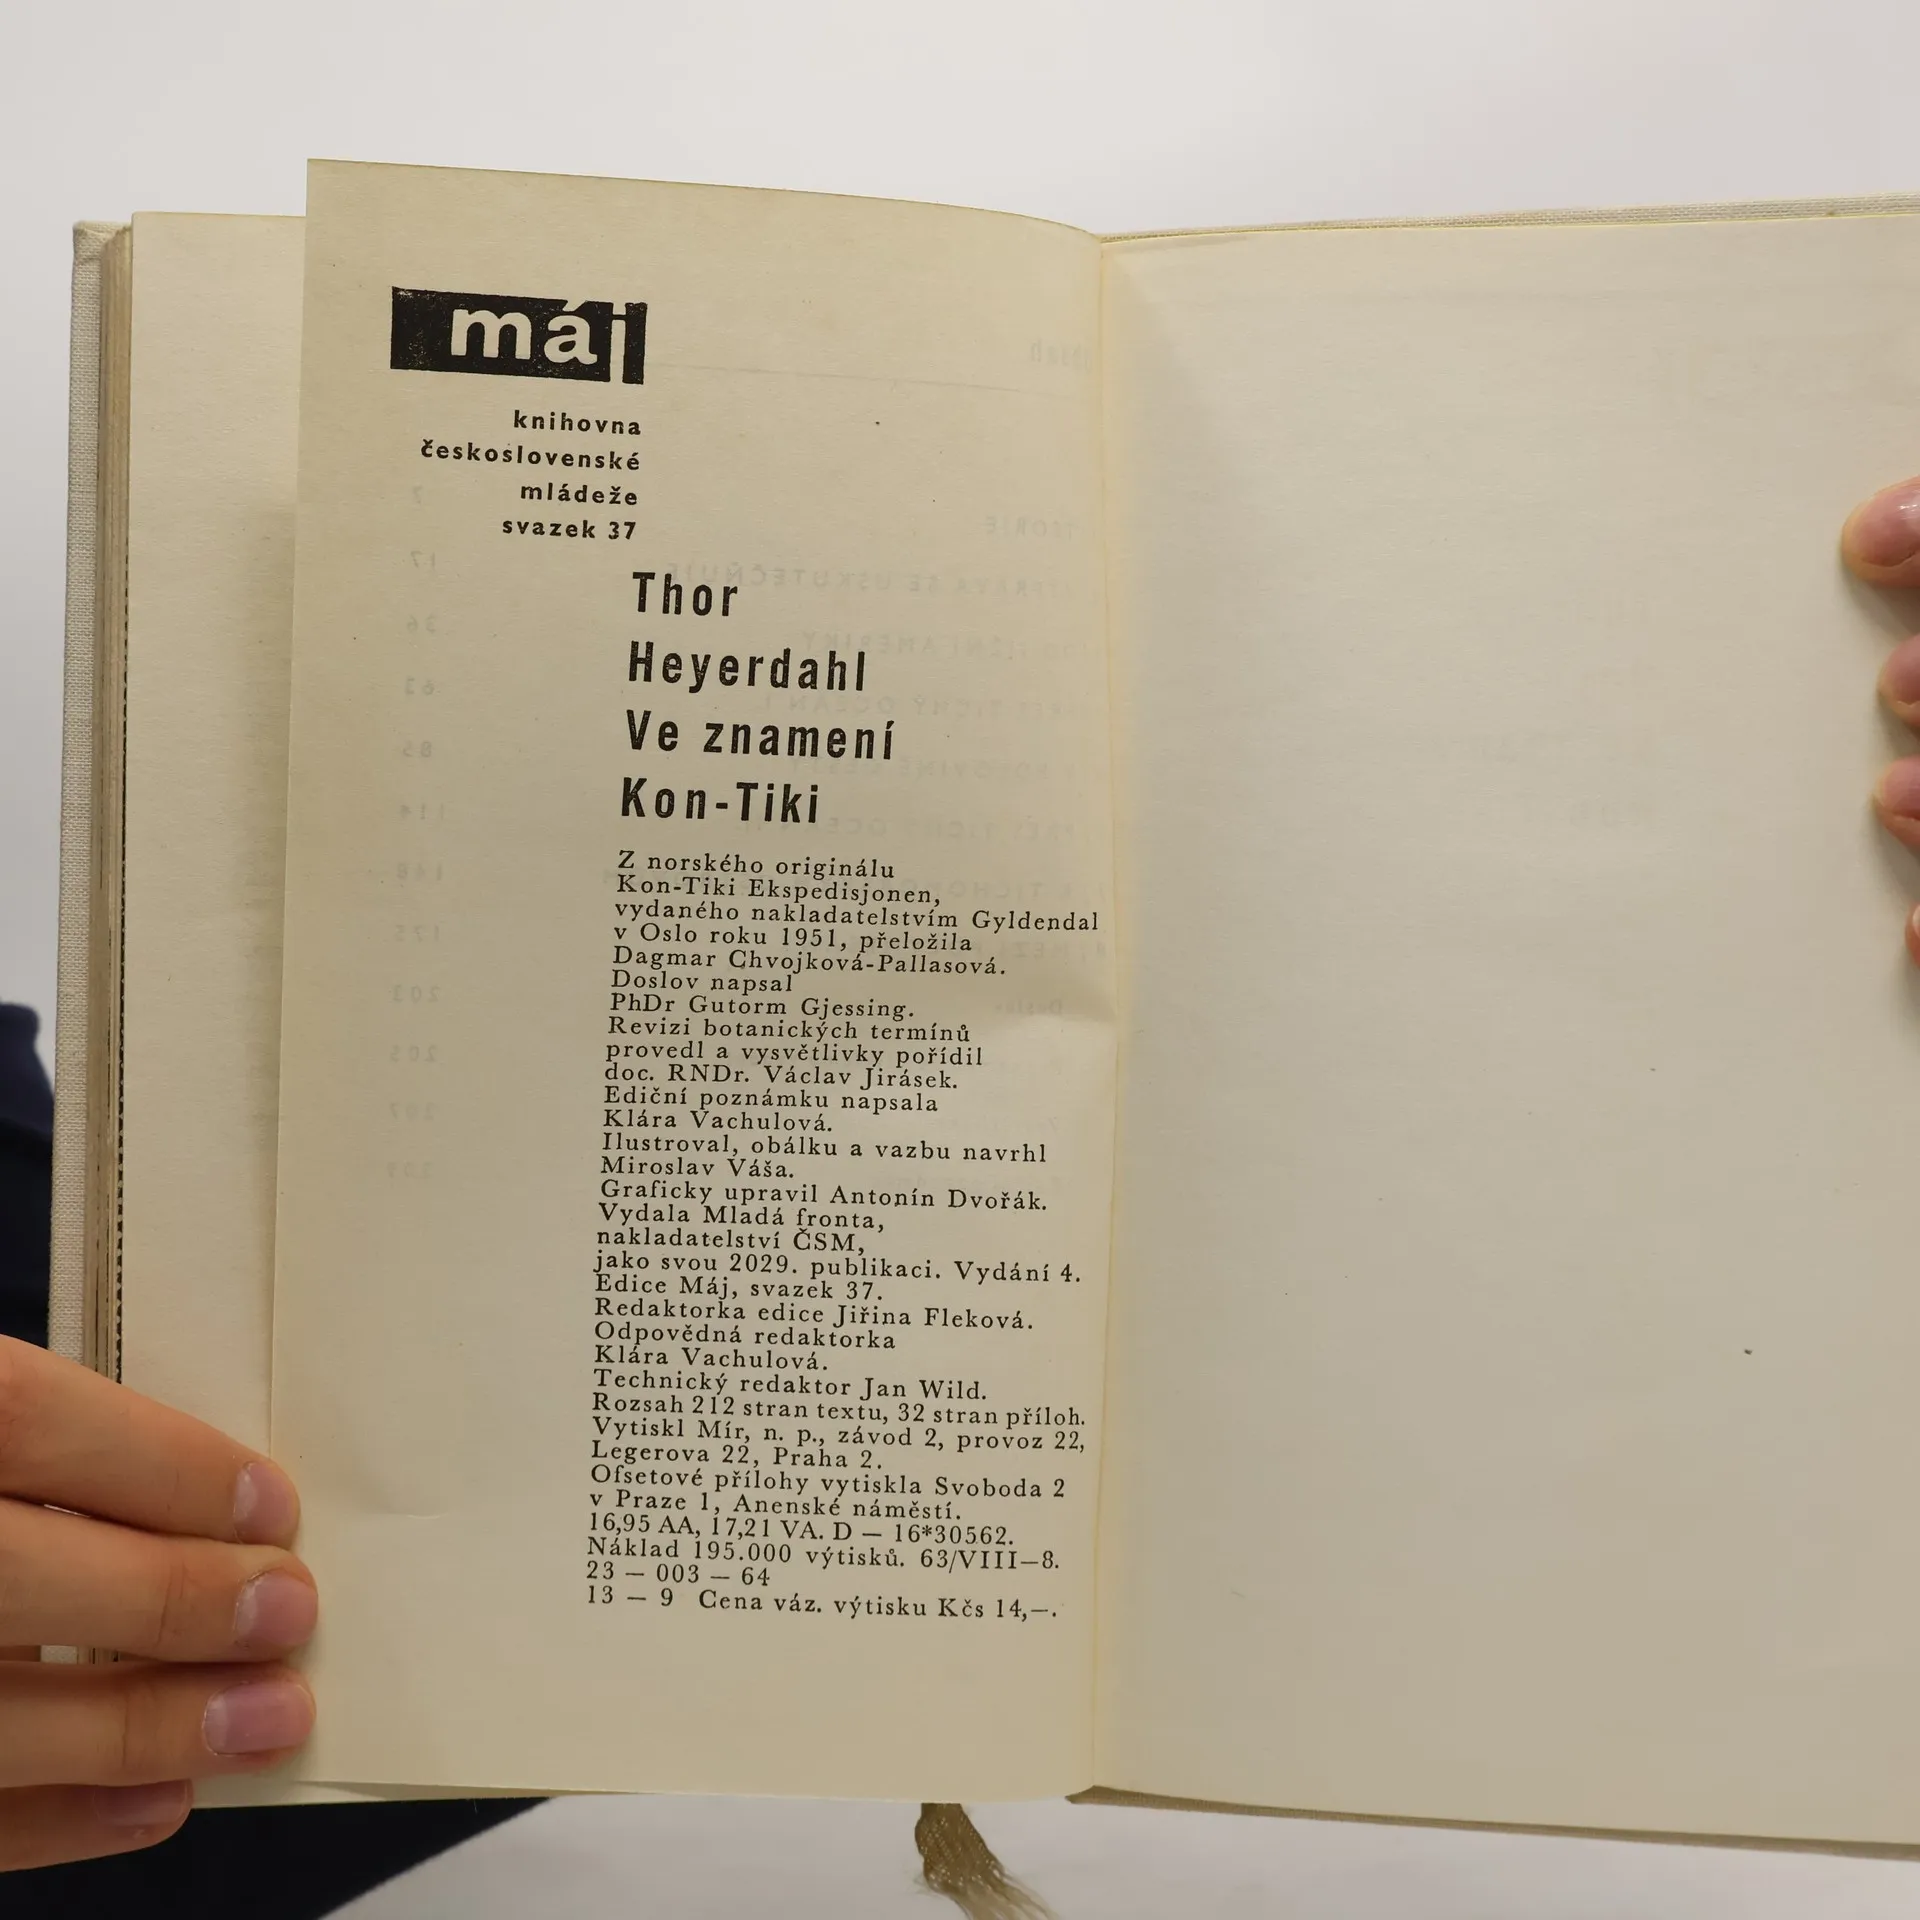 máj
knihovna
československé
mládeže
svazek 37
Thor
Heyerdahl
Ve znamení
Kon-Tiki
Z norského originálu
Kon-Tiki Ekspedisjonen,
vydaného nakladatelstvím Gyldendal
v Oslo roku 1951, přeložila
Dagmar Chvojková-Pallasová.
Doslov napsal
PhDr Gutorm Gjessing.
Revizi botanických termínů
provedl a vysvětlivky pořídil
doc. RNDr. Václav Jirásek.
Ediční poznámku napsala
Klára Vachulová.
Ilustroval, obálku a vazbu navrhl
Miroslav Váša.
Graficky upravil Antonín Dvořák.
Vydala Mladá fronta,
nakladatelství ČSM,
jako svou 2029. publikaci. Vydání 4.
Edice Máj, svazek 37.
Redaktorka edice Jiřina Fleková.
Odpovědná redaktorka
Klára Vachulová.
Technický redaktor Jan Wild.
Rozsah 212 stran textu, 32 stran příloh.
Vytiskl Mír, n. p., závod 2, provoz 22,
Legerova 22, Praha 2.
Ofsetové přílohy vytiskla Svoboda 2
v Praze 1, Anenské náměstí.
16,95 AA, 17,21 VA. D — 16*30562.
Náklad 195.000 výtisků. 63/VIII—8.
23 — 003 — 64
13 — 9 Cena váz. výtisku Kčs 14,—.